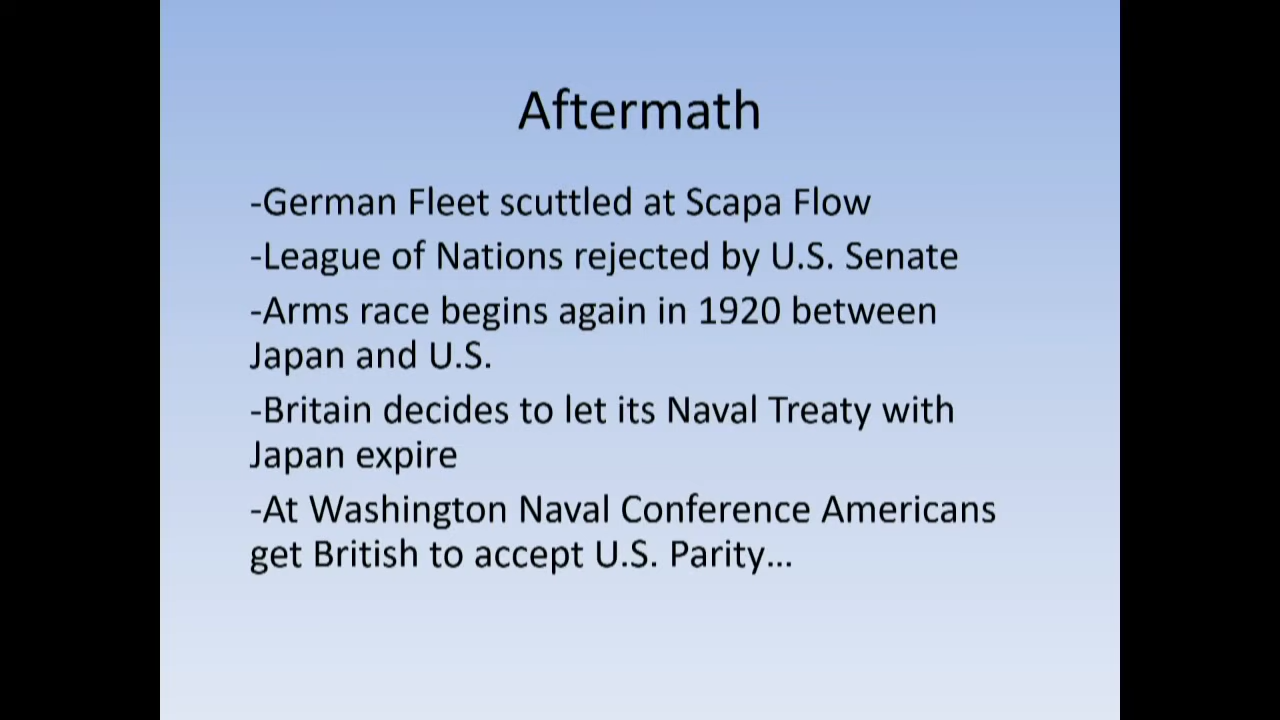 Aftermath
-German Fleet scuttled at Scapa Flow
-League of Nations rejected by U.S. Senate
-Arms race begins again in 1920 between
Japan and U.S.
-Britain decides to let its Naval Treaty with
Japan expire
-At Washington Naval Conference Americans
get British to accept U.S. Parity…